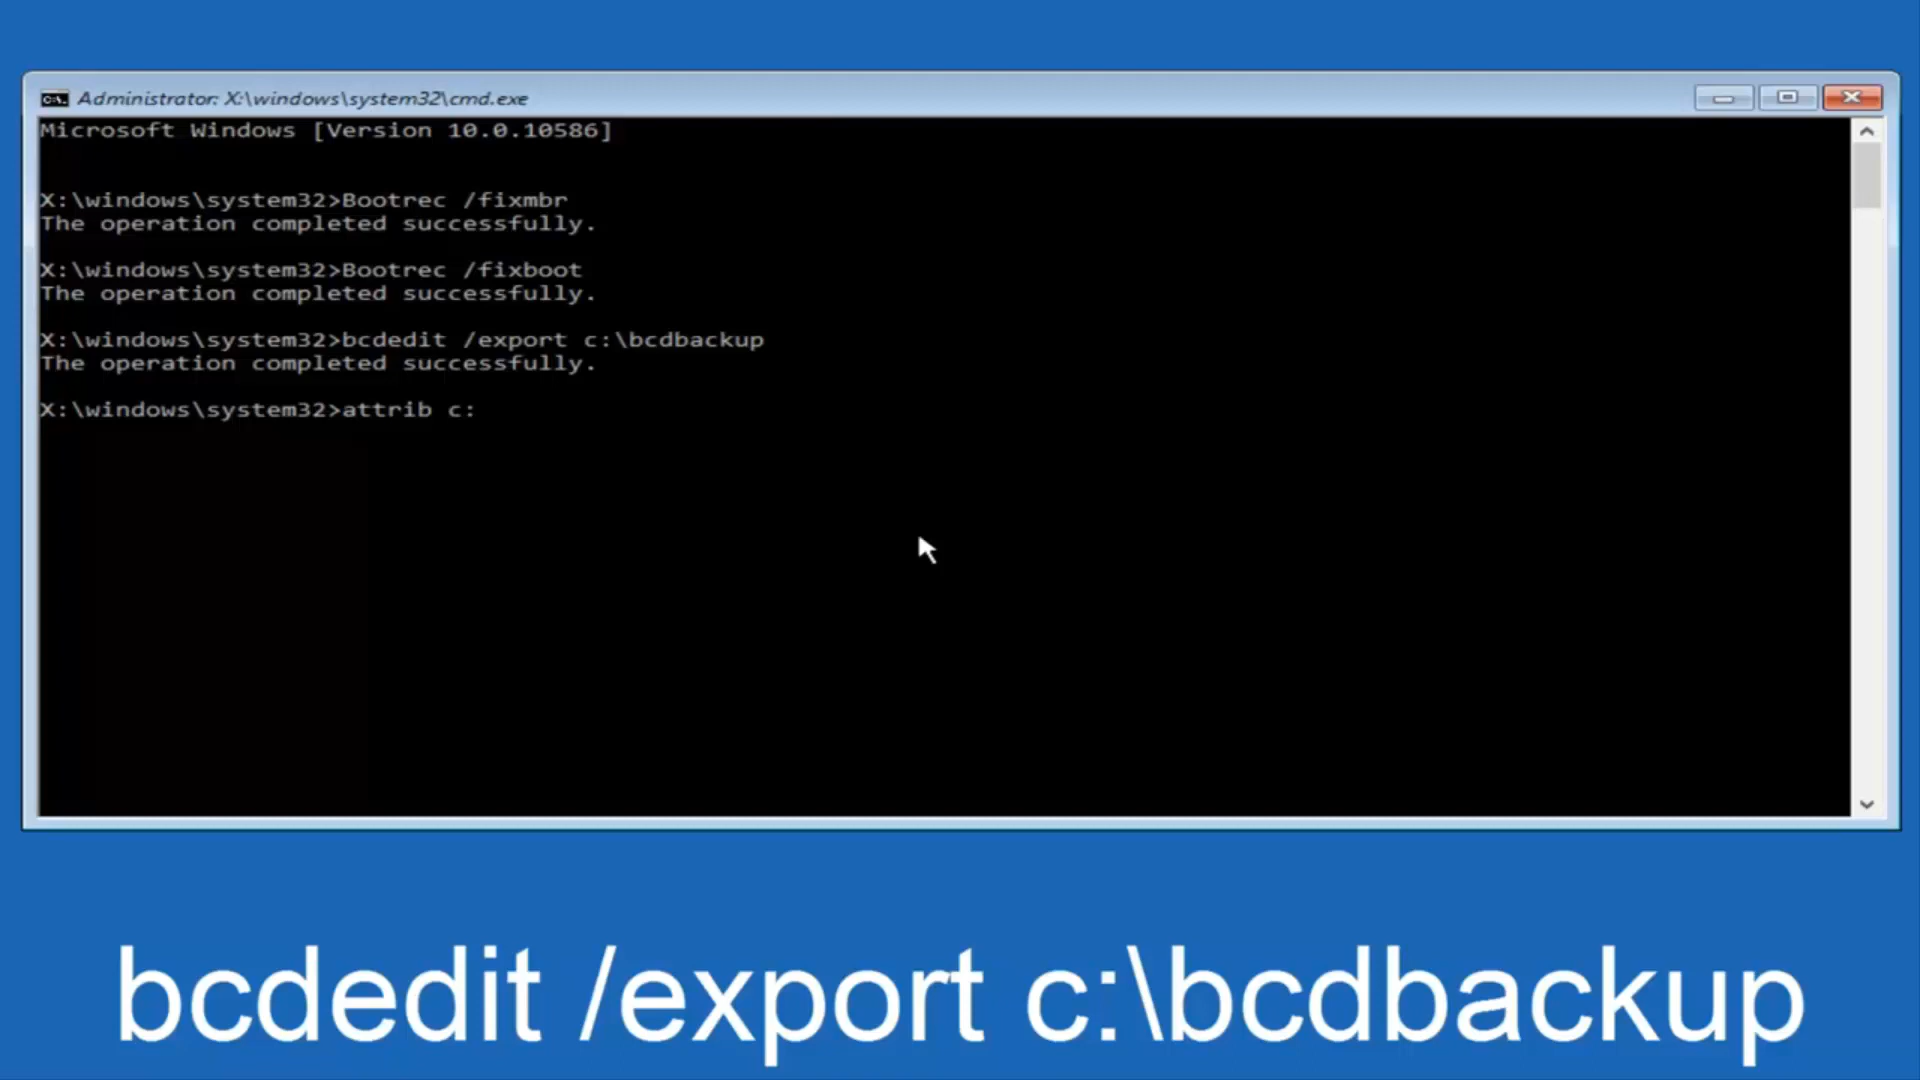 Administrator: X:\windows\system32\cmd.exe
Microsoft Windows [Version 10.0.10586]
X:\windows\system32>Bootrec /fixmbr
The operation completed successfully.
X:\windows\system32>Bootrec /fixboot
The operation completed successfully.
X:\windows\system32>bcdedit /export c:\bcdbackup
The operation completed successfully.
X:\windows\system32>attrib c:
bcdedit /export c:\bcdbackup